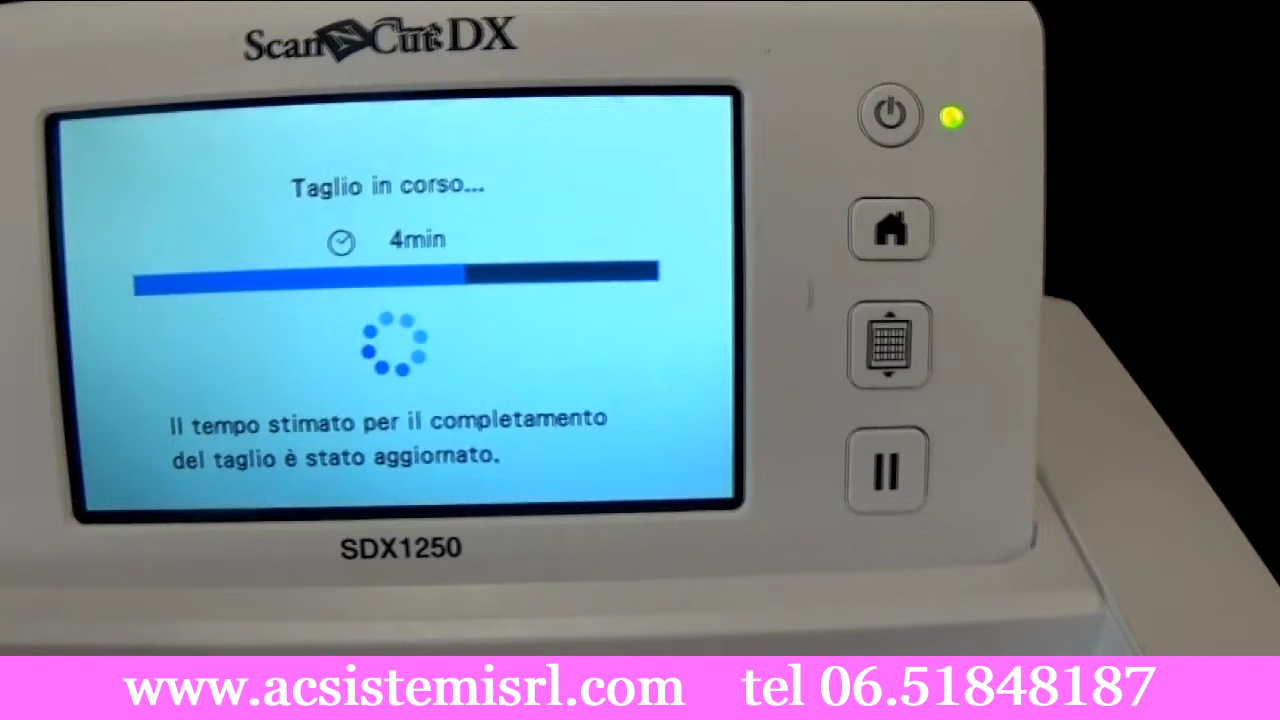 ScanNCut DX
Taglio in corso...
4min
Il tempo stimato per il completamento
del taglio è stato aggiornato.
SDX1250
www.acsistemisrl.com tel 06.51848187